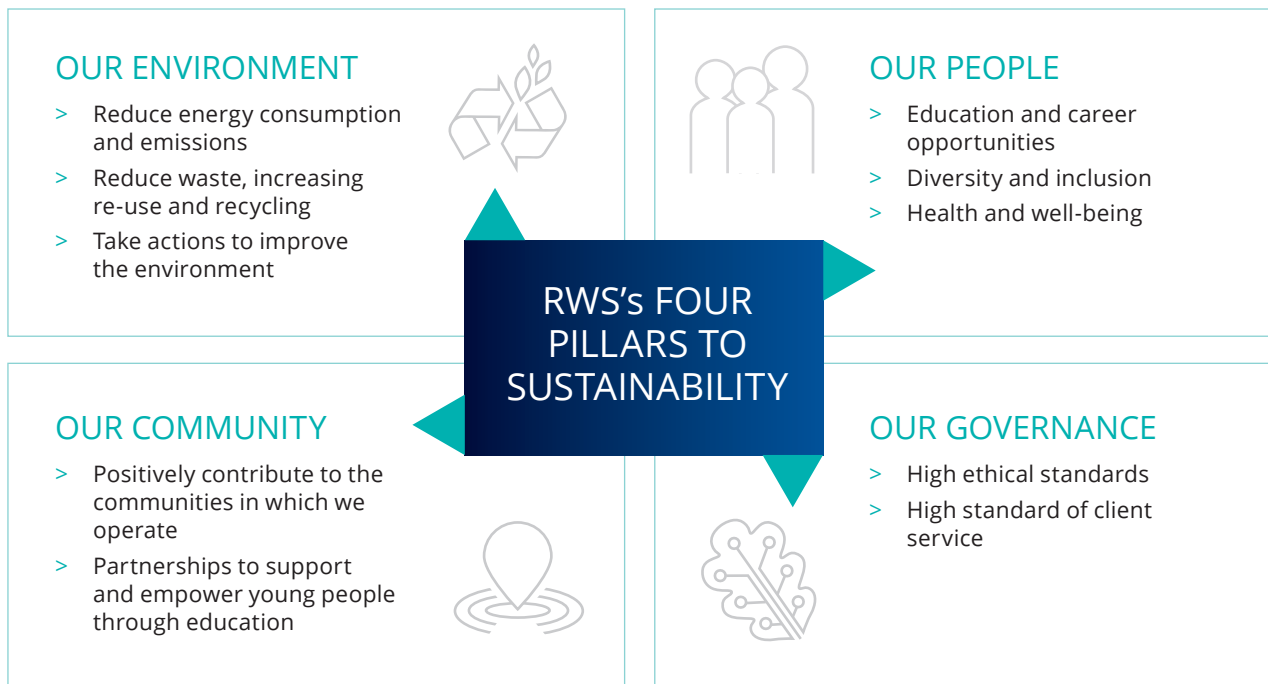 OUR ENVIRONMENT
> Reduce energy consumption
and emissions
> Reduce waste, increasing
re-use and recycling
> Take actions to improve
the environment
OUR PEOPLE
> Education and career
opportunities
> Diversity and inclusion
> Health and well-being
RWS's FOUR
PILLARS TO
SUSTAINABILITY
OUR COMMUNITY
> Positively contribute to the
communities in which we
operate
> Partnerships to support
and empower young people
through education
OUR GOVERNANCE
> High ethical standards
> High standard of client
service